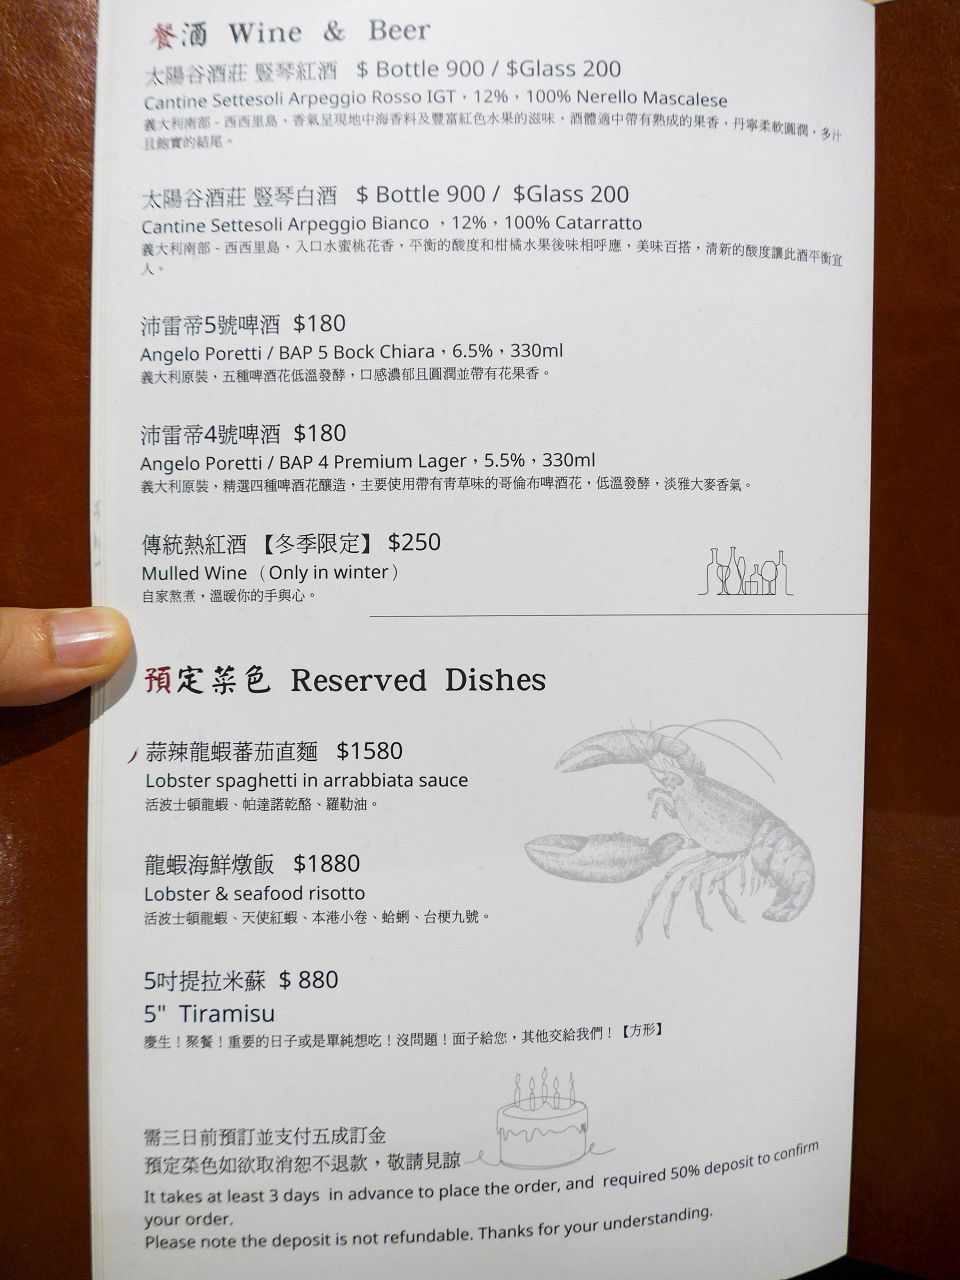 餐酒 Wine & Beer
太陽谷酒莊 豎琴紅酒 $ Bottle 900 / $Glass 200
Cantine Settesoli Arpeggio Rosso IGT，12%，100% Nerello Mascalese
義大利南部 - 西西里島，香氣呈現地中海香料及豐富紅色水果的滋味，酒體適中帶有熟成的果香，丹寧柔軟圓潤，多汁
且飽實的結尾。
太陽谷酒莊 豎琴白酒 $ Bottle 900 / $Glass 200
Cantine Settesoli Arpeggio Bianco ，12%，100% Catarratto
義大利南部 - 西西里島，入口水蜜桃花香，平衡的酸度和柑橘水果後味相呼應，美味百搭，清新的酸度讓此酒平衡宜
人。
沛雷帝5號啤酒 $180
Angelo Poretti / BAP 5 Bock Chiara，6.5%，330ml
義大利原裝，五種啤酒花低溫發酵，口感濃郁且圓潤並帶有花果香。
沛雷帝4號啤酒 $180
Angelo Poretti / BAP 4 Premium Lager，5.5%，330ml
義大利原裝，精選四種啤酒花釀造，主要使用帶有青草味的哥倫布啤酒花，低溫發酵，淡雅大麥香氣。
傳統熱紅酒 【冬季限定】 $250
Mulled Wine （Only in winter）
自家熬煮，溫暖你的手與心。
預定菜色 Reserved Dishes
蒜辣龍蝦蕃茄直麵 $1580
Lobster spaghetti in arrabbiata sauce
活波士頓龍蝦、帕達諾乾酪、羅勒油。
龍蝦海鮮燉飯 $1880
Lobster & seafood risotto
活波士頓龍蝦、天使紅蝦、本港小卷、蛤蜊、台梗九號。
5吋提拉米蘇 $ 880
5" Tiramisu
慶生！聚餐！重要的日子或是單純想吃！沒問題！面子給您，其他交給我們！【方形】
需三日前預訂並支付五成訂金
預定菜色如欲取消恕不退款，敬請見諒
It takes at least 3 days in advance to place the order, and required 50% deposit to confirm
your order.
Please note the deposit is not refundable. Thanks for your understanding.